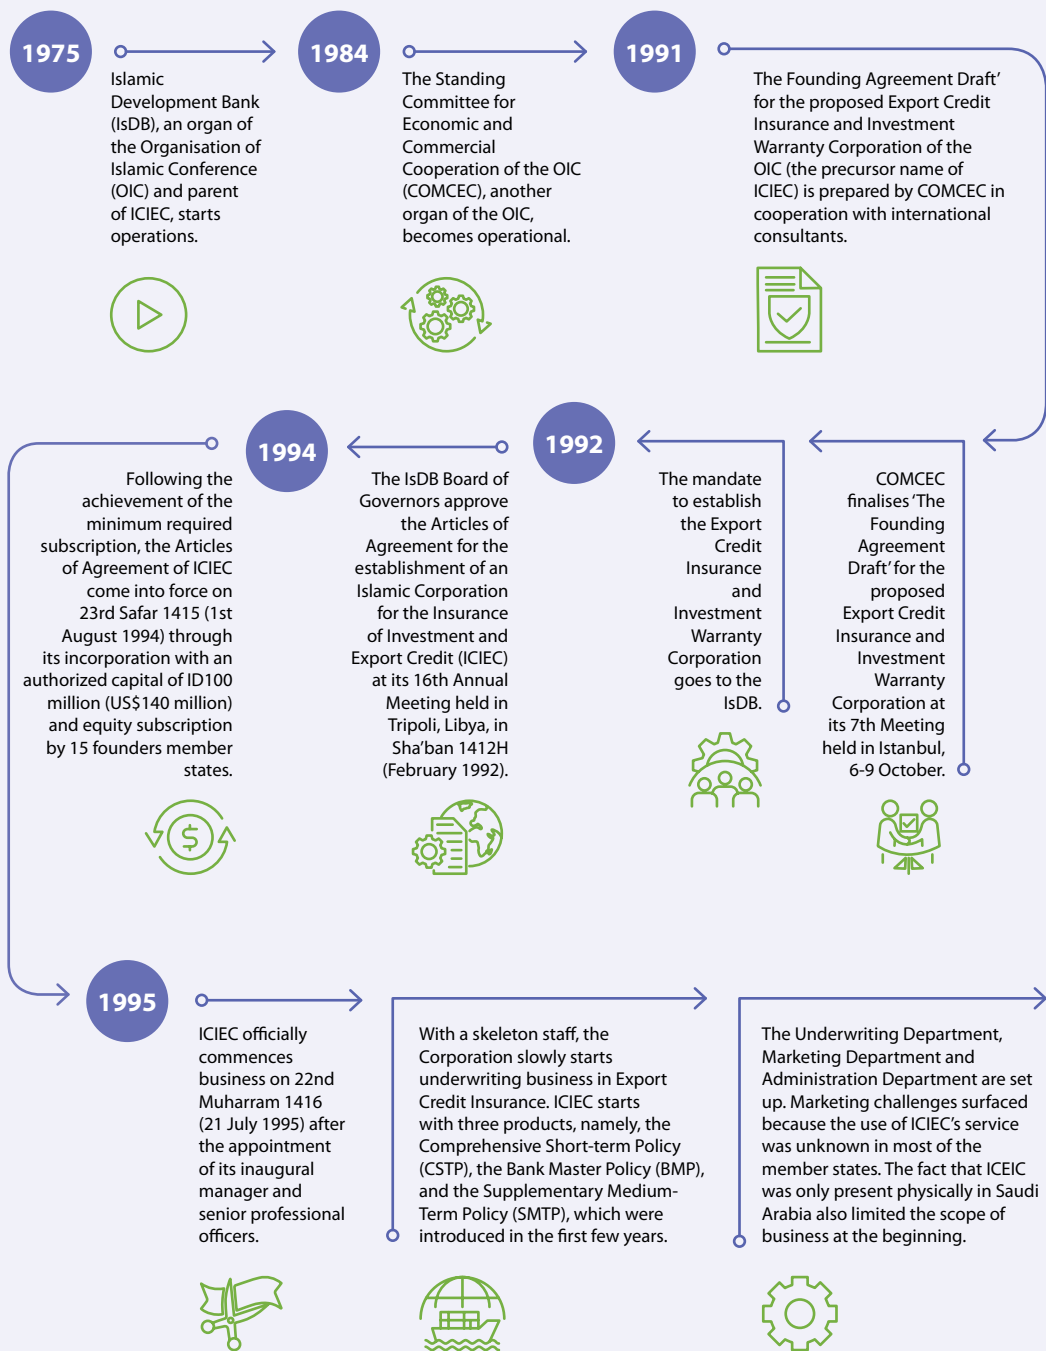 1975
Islamic
Development Bank
(IsDB), an organ of
the Organisation of
Islamic Conference
(OIC) and parent
of ICIEC, starts
operations.
1984
The Standing
Committee for
Economic and
Commercial
Cooperation of the OIC
(COMCEC), another
organ of the OIC,
becomes operational.
1991
The Founding Agreement Draft’
for the proposed Export Credit
Insurance and Investment
Warranty Corporation of the
OIC (the precursor name of
ICIEC) is prepared by COMCEC in
cooperation with international
consultants.
COMCEC
finalises ‘The
Founding
Agreement
Draft’ for the
proposed
Export Credit
Insurance and
Investment
Warranty
Corporation at
its 7th Meeting
held in Istanbul,
6-9 October.
The mandate
to establish
the Export
Credit
Insurance
and
Investment
Warranty
Corporation
goes to the
IsDB.
1992
The IsDB Board of
Governors approve
the Articles of
Agreement for the
establishment of an
Islamic Corporation
for the Insurance
of Investment and
Export Credit (ICIEC)
at its 16th Annual
Meeting held in
Tripoli, Libya, in
Sha’ban 1412H
(February 1992).
1994
Following the
achievement of the
minimum required
subscription, the Articles
of Agreement of ICIEC
come into force on
23rd Safar 1415 (1st
August 1994) through
its incorporation with an
authorized capital of ID100
million (US$140 million)
and equity subscription
by 15 founders member
states.
1995
ICIEC officially
commences
business on 22nd
Muharram 1416
(21 July 1995) after
the appointment
of its inaugural
manager and
senior professional
officers.
With a skeleton staff, the
Corporation slowly starts
underwriting business in Export
Credit Insurance. ICIEC starts
with three products, namely, the
Comprehensive Short-term Policy
(CSTP), the Bank Master Policy (BMP),
and the Supplementary Medium-
Term Policy (SMTP), which were
introduced in the first few years.
The Underwriting Department,
Marketing Department and
Administration Department are set
up. Marketing challenges surfaced
because the use of ICIEC’s service
was unknown in most of the
member states. The fact that ICEIC
was only present physically in Saudi
Arabia also limited the scope of
business at the beginning.